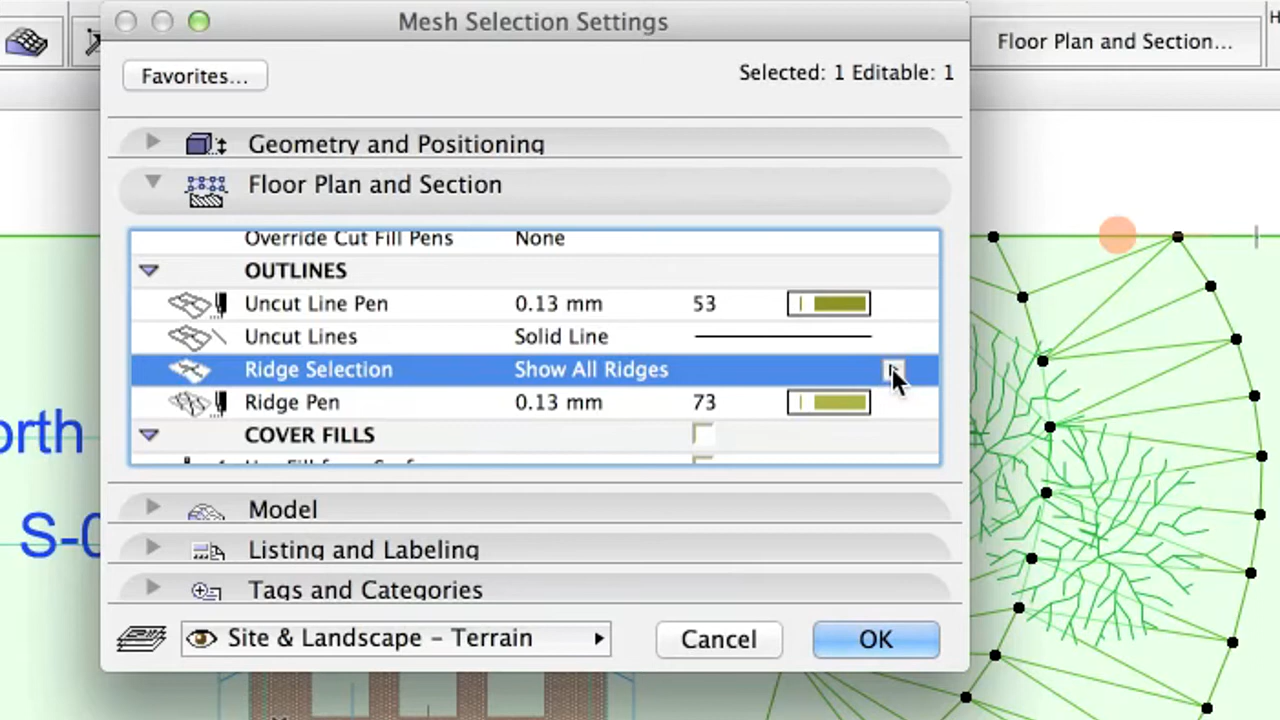 Mesh Selection Settings
H
Floor Plan and Section...
Favorites...
Selected: 1 Editable: 1
Geometry and Positioning
Floor Plan and Section
Override Cut Fill Pens None
OUTLINES
Uncut Line Pen 0.13 mm 53
Uncut Lines Solid Line
Ridge Selection Show All Ridges
Ridge Pen 0.13 mm 73
COVER FILLS
orth
S-0
Model
Listing and Labeling
Tags and Categories
Site & Landscape - Terrain
Cancel
OK